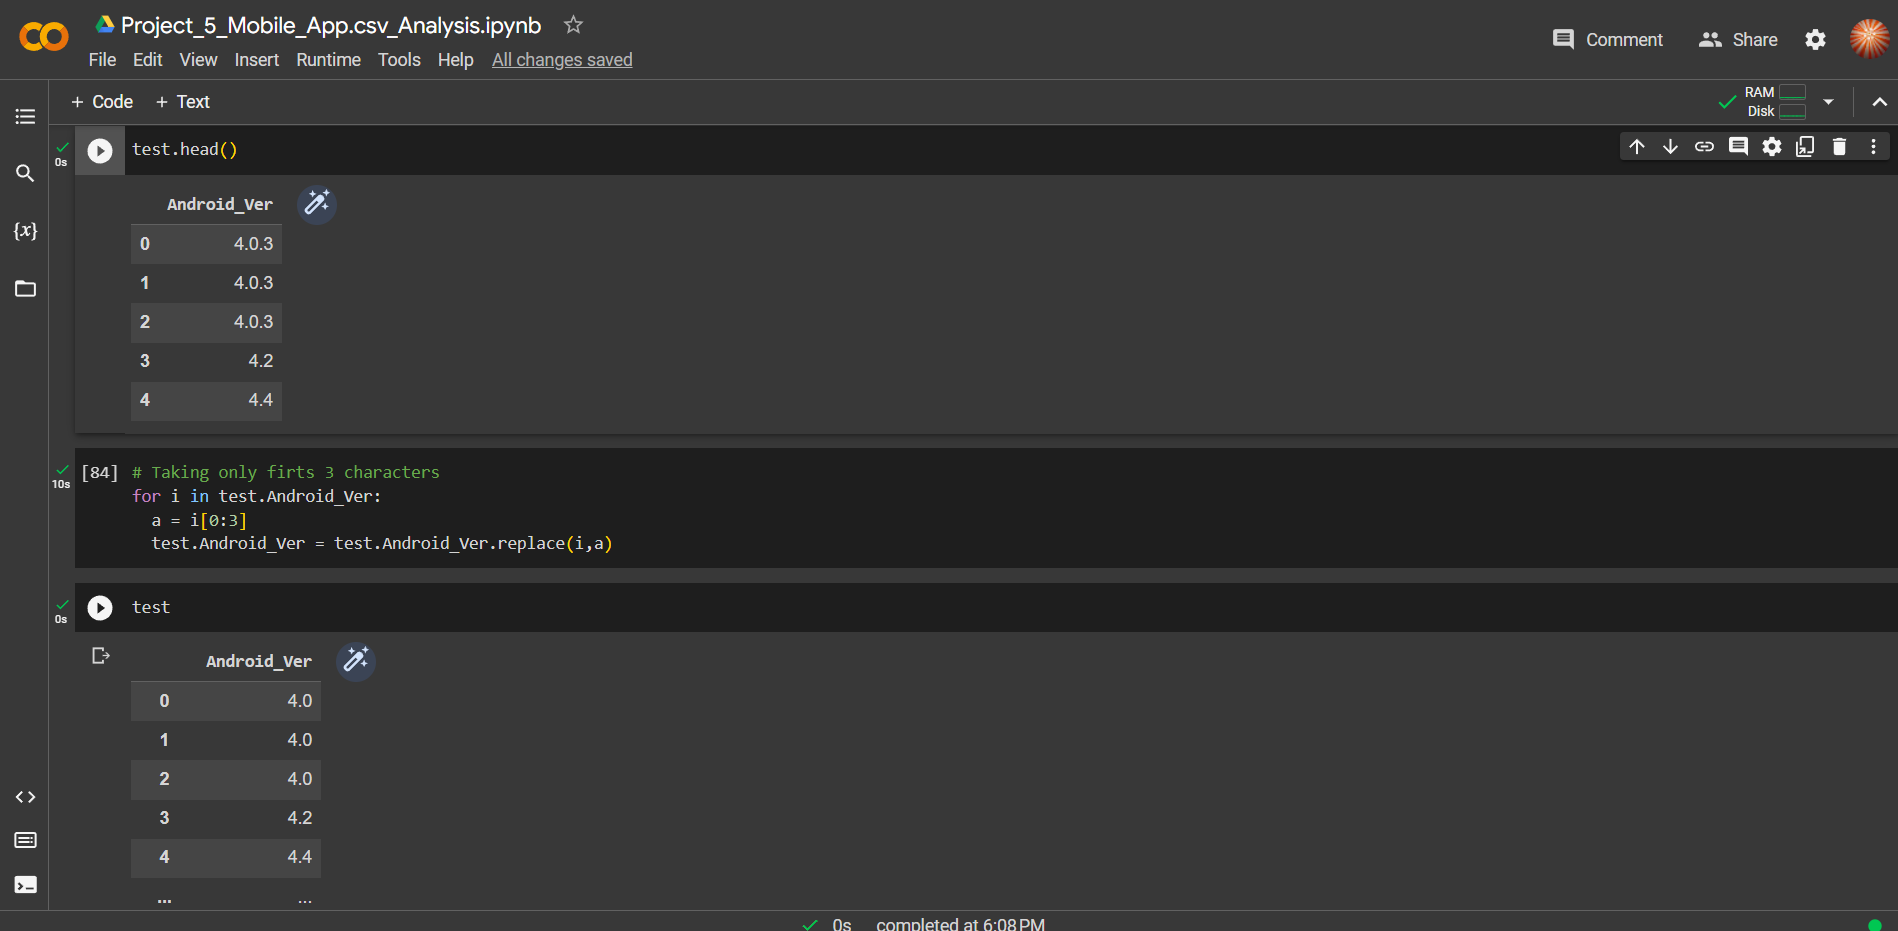 Project_5_Mobile_App.csv_Analysis.ipynb
File Edit View Insert Runtime Tools Help All changes saved
Comment Share
+ Code + Text
RAM
Disk
0s
test.head()
Android_Ver
0 4.0.3
1 4.0.3
2 4.0.3
3 4.2
4 4.4
10s
[84] # Taking only firts 3 characters
for i in test.Android_Ver:
a = i[0:3]
test.Android_Ver = test.Android_Ver.replace(i,a)
0s
test
Android_Ver
0 4.0
1 4.0
2 4.0
3 4.2
4 4.4
... ...
{x}
0s completed at 6:08 PM